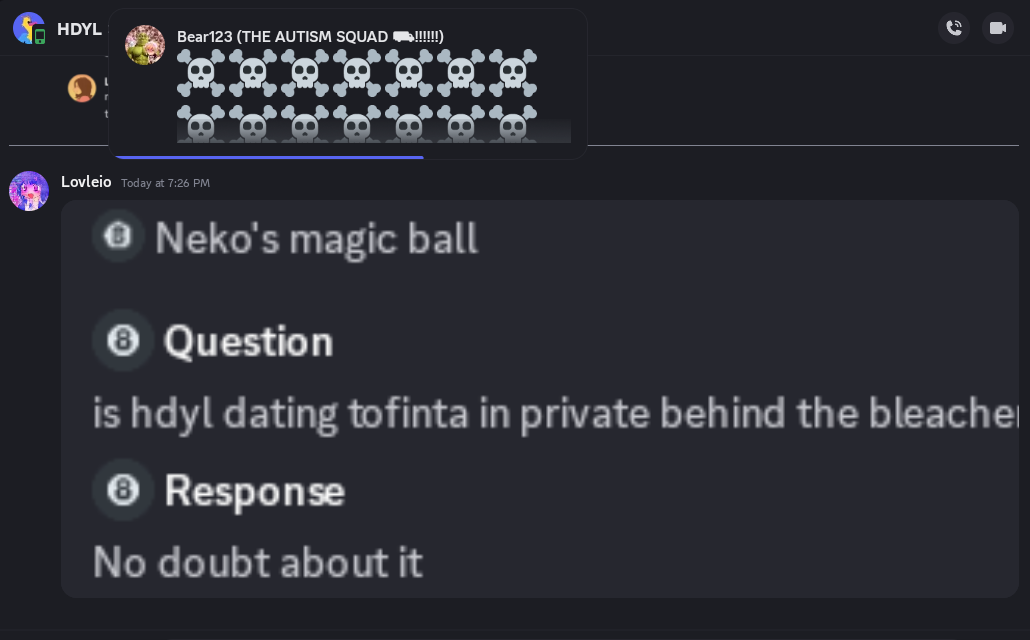 HDYL
Bear123 (THE AUTISM SQUAD ⛟!!!!!!)
Lovleio Today at 7:26 PM
Neko's magic ball
Question
is hdyl dating tofinta in private behind the bleacher
Response
No doubt about it